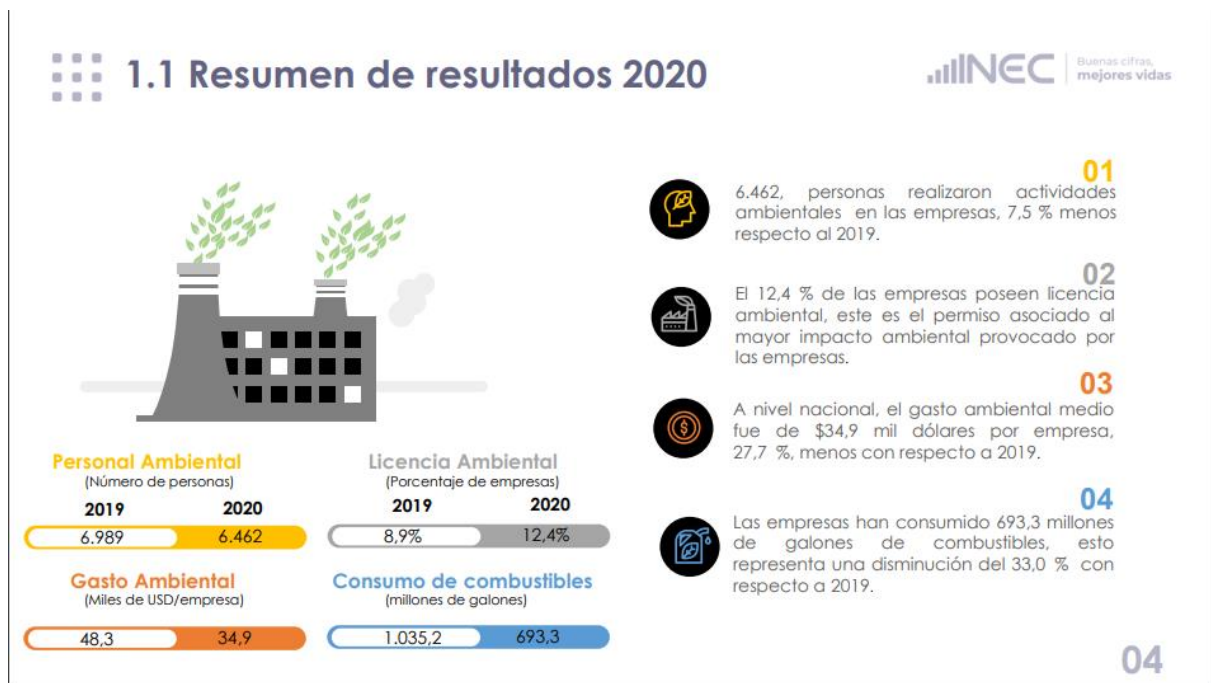 1.1 Resumen de resultados 2020
INEC
Buenas cifras,
mejores vidas
Personal Ambiental
(Número de personas)
2019 2020
6.989 6.462
Licencia Ambiental
(Porcentaje de empresas)
2019 2020
8,9% 12,4%
Gasto Ambiental
(Miles de USD/empresa)
48,3 34,9
Consumo de combustibles
(millones de galones)
1.035,2 693,3
01
6.462, personas realizaron actividades
ambientales en las empresas, 7,5 % menos
respecto al 2019.
02
El 12,4 % de las empresas poseen licencia
ambiental, este es el permiso asociado al
mayor impacto ambiental provocado por
las empresas.
03
A nivel nacional, el gasto ambiental medio
fue de $34,9 mil dólares por empresa,
27,7 %, menos con respecto a 2019.
04
Las empresas han consumido 693,3 millones
de galones de combustibles, esto
representa una disminución del 33,0 % con
respecto a 2019.
04